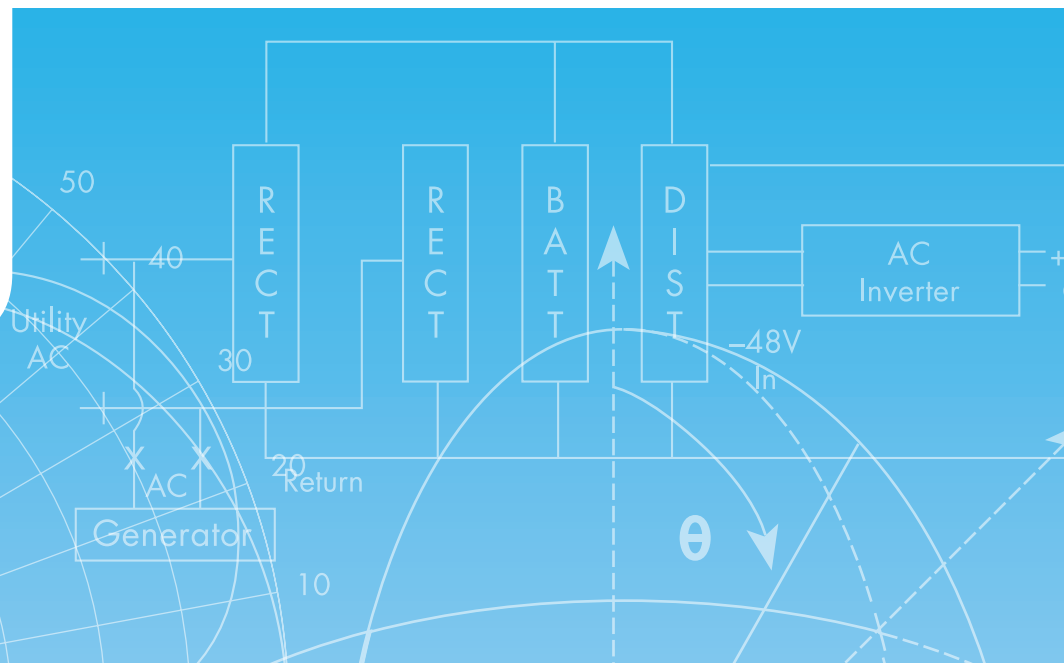 50
40
30
20
10
Utility
AC
R
E
C
T
R
E
C
T
B
A
T
T
D
I
S
T
AC
Inverter
+
–48V
In
Return
X X
AC
Generator
θ